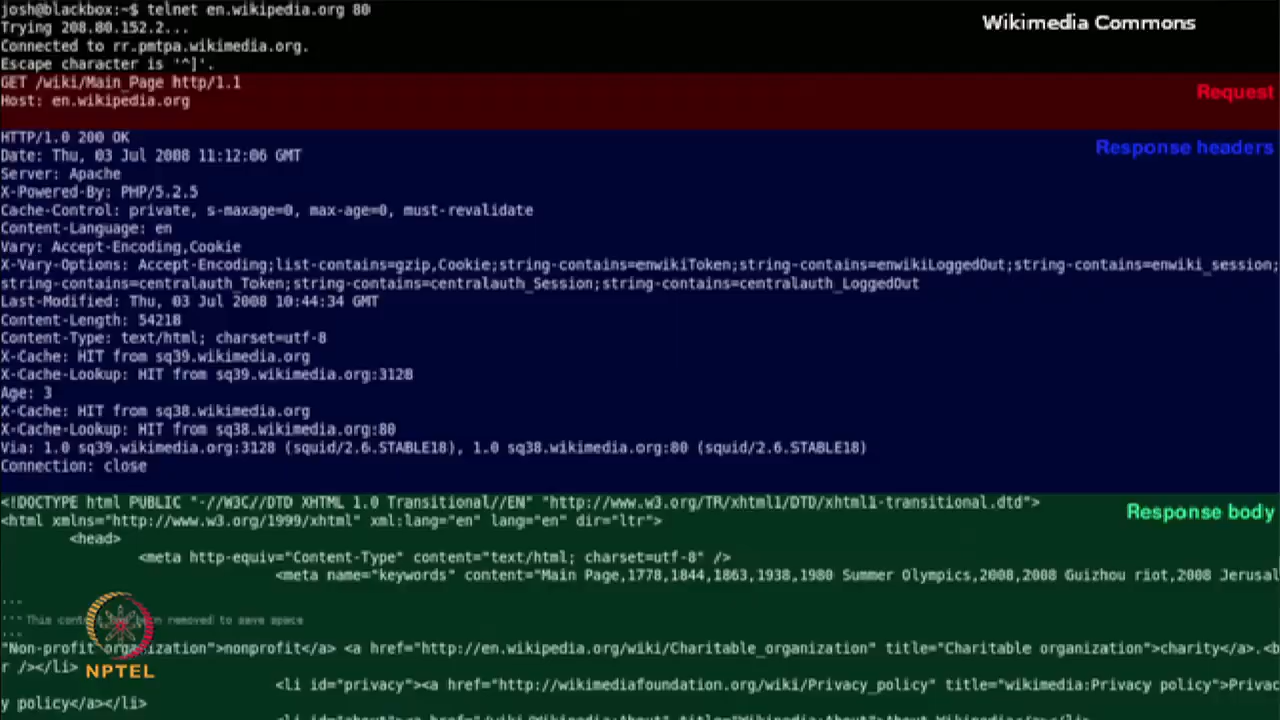 josh@blackbox:~$ telnet en.wikipedia.org 80
Wikimedia Commons
Trying 208.80.152.2...
Connected to rr.pmtpa.wikimedia.org.
Escape character is '^]'.
GET /wiki/Main_Page http/1.1
Request
Host: en.wikipedia.org
HTTP/1.0 200 OK
Response headers
Date: Thu, 03 Jul 2008 11:12:06 GMT
Server: Apache
X-Powered-By: PHP/5.2.5
Cache-Control: private, s-maxage=0, max-age=0, must-revalidate
Content-Language: en
Vary: Accept-Encoding,Cookie
X-Vary-Options: Accept-Encoding;list-contains=gzip,Cookie;string-contains=enwikiToken;string-contains=enwikiLoggedOut;string-contains=enwiki_session;
string-contains=centralauth_Token;string-contains=centralauth_Session;string-contains=centralauth_LoggedOut
Last-Modified: Thu, 03 Jul 2008 10:44:34 GMT
Content-Length: 54218
Content-Type: text/html; charset=utf-8
X-Cache: HIT from sq39.wikimedia.org
X-Cache-Lookup: HIT from sq39.wikimedia.org:3128
Age: 3
X-Cache: HIT from sq38.wikimedia.org
X-Cache-Lookup: HIT from sq38.wikimedia.org:80
Via: 1.0 sq39.wikimedia.org:3128 (squid/2.6.STABLE18), 1.0 sq38.wikimedia.org:80 (squid/2.6.STABLE18)
Connection: close
<!DOCTYPE html PUBLIC "-//W3C//DTD XHTML 1.0 Transitional//EN" "http://www.w3.org/TR/xhtml1/DTD/xhtml1-transitional.dtd">
Response body
<html xmlns="http://www.w3.org/1999/xhtml" xml:lang="en" lang="en" dir="ltr">
<head>
<meta http-equiv="Content-Type" content="text/html; charset=utf-8" />
<meta name="keywords" content="Main Page,1778,1844,1863,1938,1980 Summer Olympics,2008,2008 Guizhou riot,2008 Jerusal
...
... This been removed to save space
...
"Non-profit organization">nonprofit</a> <a href="http://en.wikipedia.org/wiki/Charitable_organization" title="Charitable organization">charity</a>.<b
r /></li>
<li id="privacy"><a href="http://wikimediafoundation.org/wiki/Privacy_policy" title="wikimedia:Privacy policy">Privac
y policy</a></li>
NPTEL